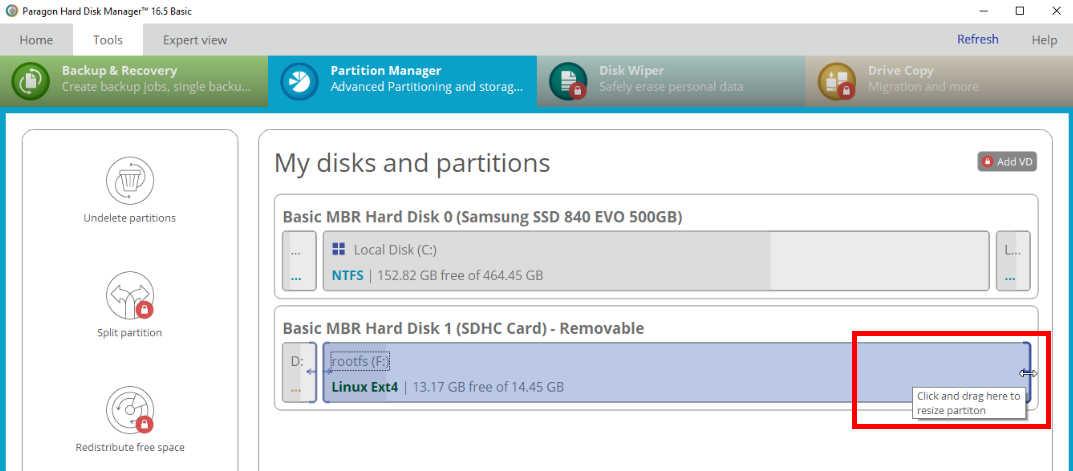 Paragon Hard Disk Manager™ 16.5 Basic
Home Tools Expert view Refresh Help
Backup & Recovery
Create backup jobs, single backu...
Partition Manager
Advanced Partitioning and storag...
Disk Wiper
Safely erase personal data
Drive Copy
Migration and more
Undelete partitions
Split partition
Redistribute free space
My disks and partitions
Add VD
Basic MBR Hard Disk 0 (Samsung SSD 840 EVO 500GB)
...
...
Local Disk (C:)
NTFS | 152.82 GB free of 464.45 GB
L...
...
Basic MBR Hard Disk 1 (SDHC Card) - Removable
D:
...
rootfs (F:)
Linux Ext4 | 13.17 GB free of 14.45 GB
Click and drag here to
resize partiton